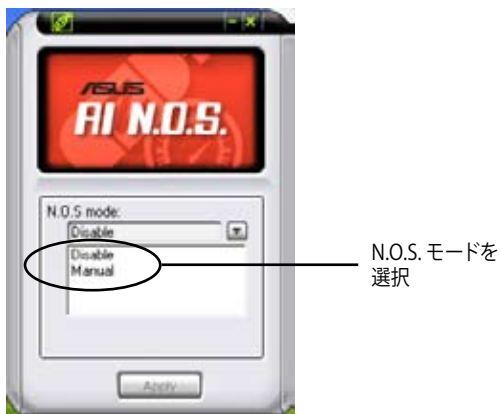 ASUS
AI N.O.S.
N.O.S mode:
Disable
Disable
Manual
Apply
N.O.S. モードを
選択